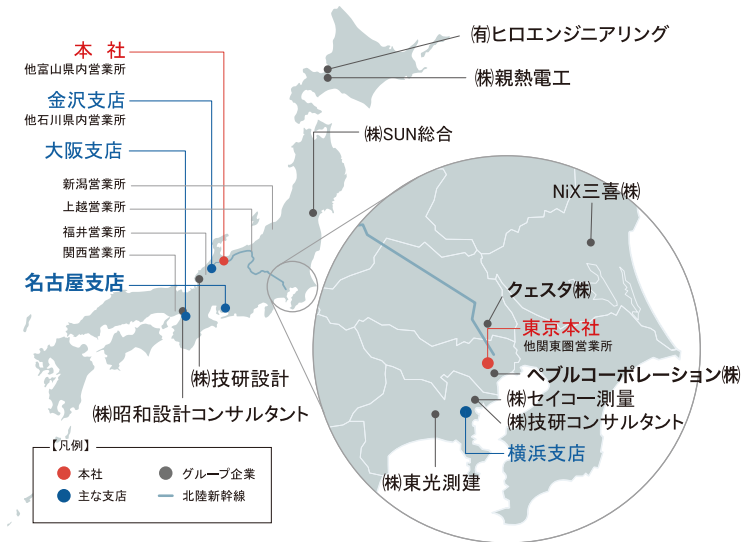 本 社
他富山県内営業所
金沢支店
他石川県内営業所
大阪支店
新潟営業所
上越営業所
福井営業所
関西営業所
名古屋支店
㈱技研設計
㈱昭和設計コンサルタント
㈲ヒロエンジニアリング
㈱親熱電工
㈱SUN総合
NiX三喜㈱
クェスタ㈱
東京本社
他関東圏営業所
ペブルコーポレーション㈱
㈱セイコー測量
㈱技研コンサルタント
横浜支店
㈱東光測建
【凡例】
本社
グループ企業
主な支店
北陸新幹線